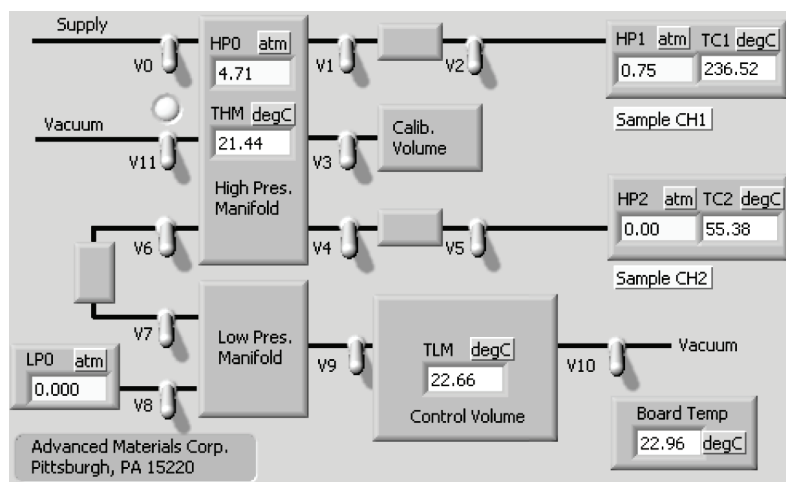 Supply
V0
HP0 atm
4.71
V1
V2
HP1 atm TC1 degC
0.75 236.52
Sample CH1
Vacuum
V11
THM degC
21.44
V3
Calib.
Volume
High Pres.
Manifold
V6
V4
V5
HP2 atm TC2 degC
0.00 55.38
Sample CH2
V7
Low Pres.
Manifold
V9
TLM degC
22.66
Control Volume
V10
Vacuum
LP0 atm
0.000
V8
Board Temp
22.96 degC
Advanced Materials Corp.
Pittsburgh, PA 15220